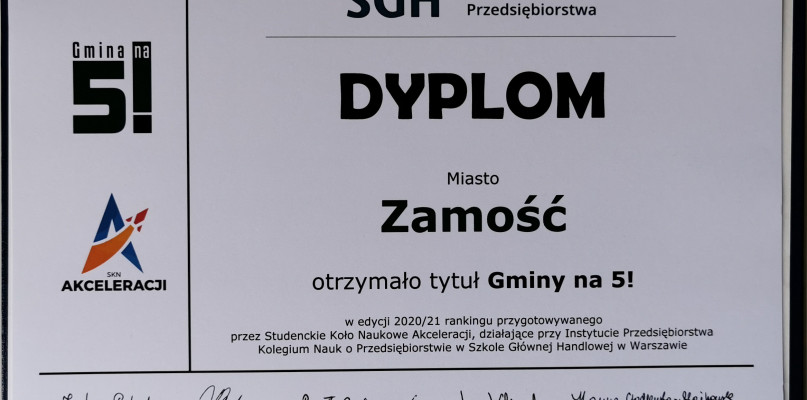 SGH
Przedsiębiorstwa
Gmina na
5!
DYPLOM
Miasto
Zamość
otrzymało tytuł Gminy na 5!
SKN
AKCELERACJI
w edycji 2020/21 rankingu przygotowywanego
przez Studenckie Koło Naukowe Akceleracji, działające przy Instytucie Przedsiębiorstwa
Kolegium Nauk o Przedsiębiorstwie w Szkole Głównej Handlowej w Warszawie